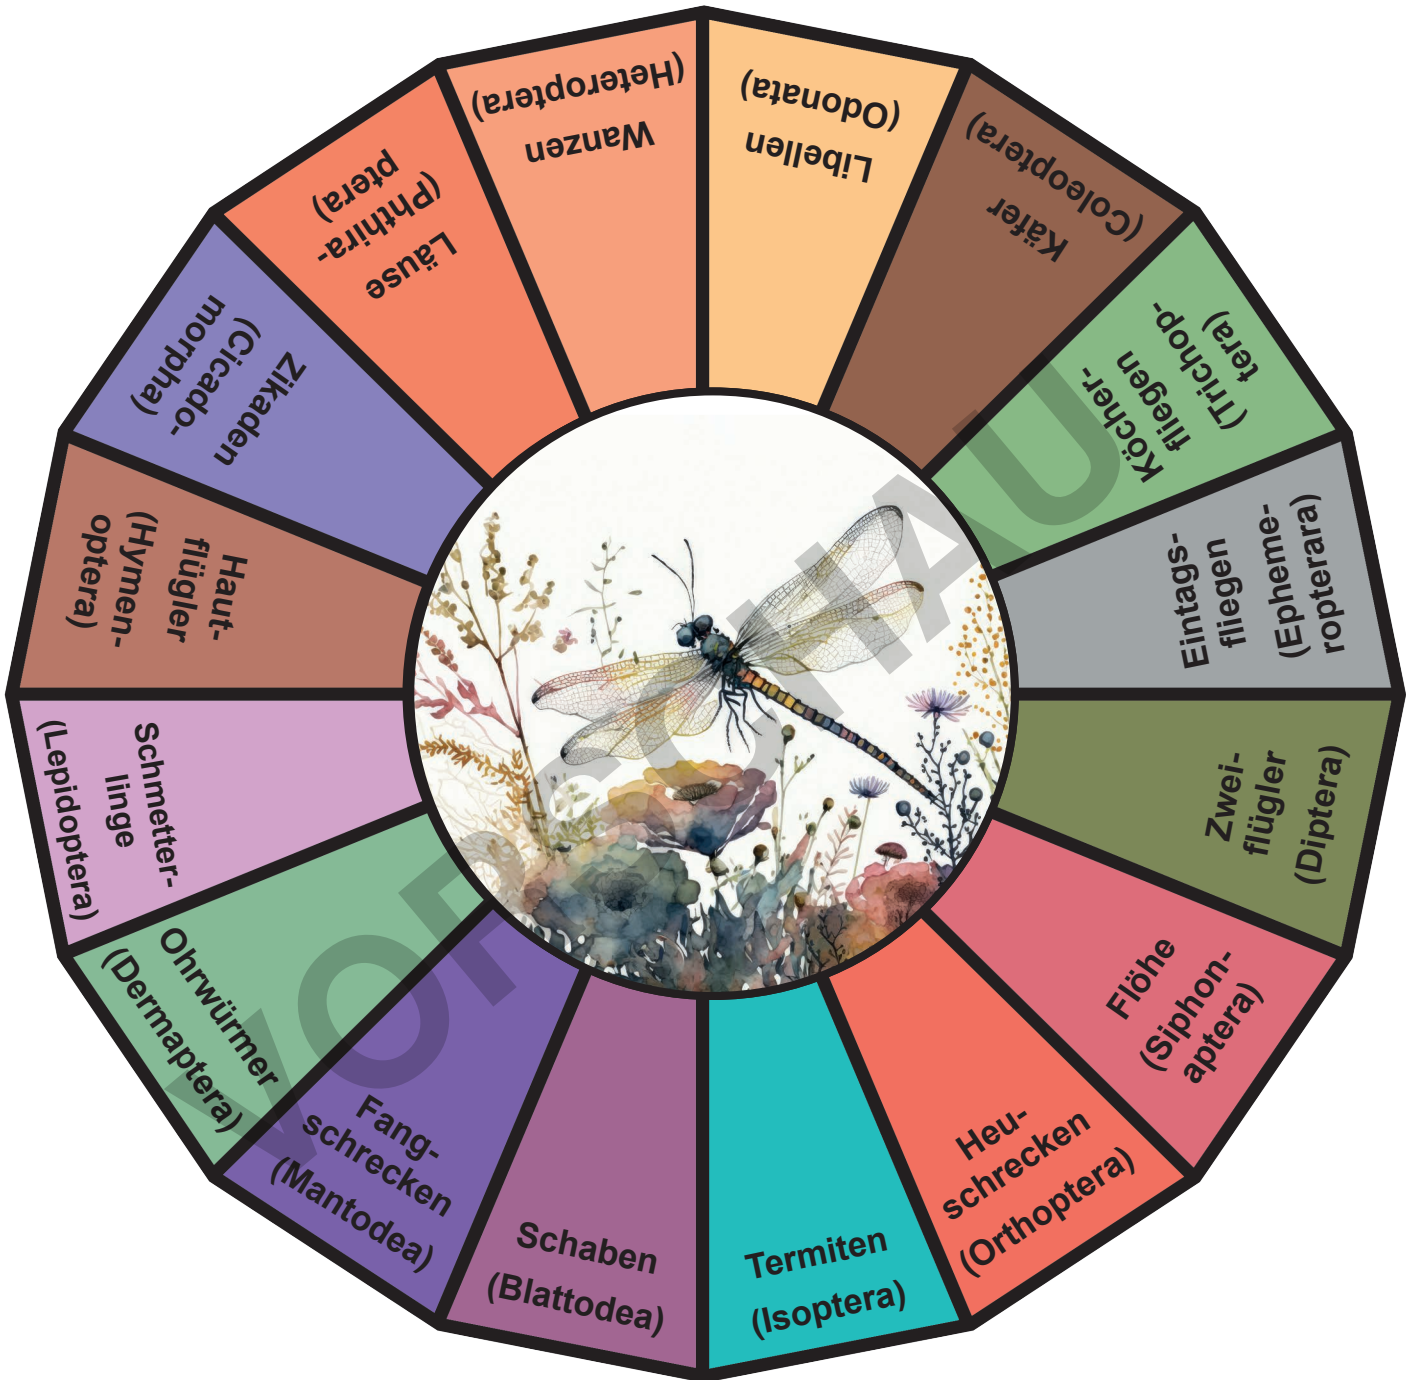 Libellen
(Odonata)
Käfer
(Coleoptera)
Köcher-
fliegen
(Trichop-
tera)
Eintags-
fliegen
(Epheme-
ropterara)
Zwei-
flügler
(Diptera)
Flöhe
(Siphon-
aptera)
Heu-
schrecken
(Orthoptera)
Termiten
(Isoptera)
Schaben
(Blattodea)
Fang-
schrecken
(Mantodea)
Ohrwürmer
(Dermaptera)
Schmetter-
linge
(Lepidoptera)
Haut-
flügler
(Hymen-
optera)
Zikaden
(Cicado-
morpha)
Läuse
(Phthira-
ptera)
Wanzen
(Heteroptera)
VORSCHAU